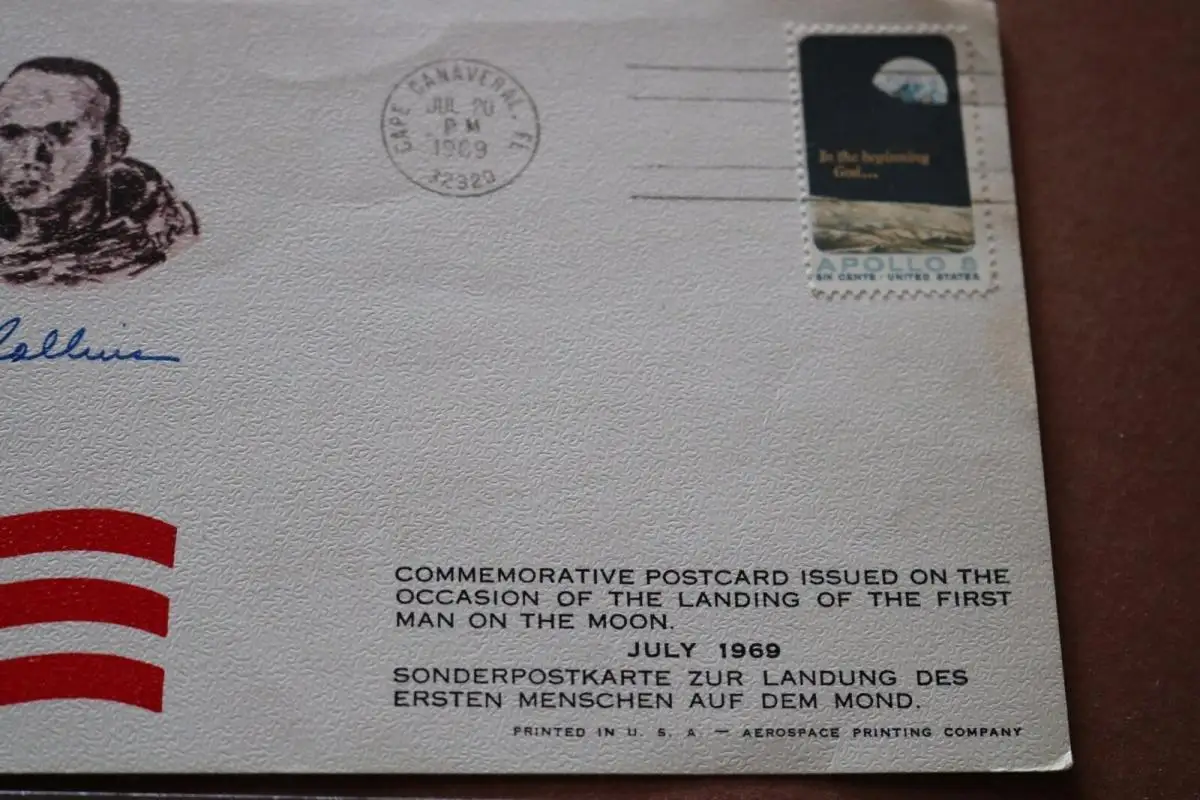 CAPE CANAVERAL, FL
JUL 20
PM
1969
32920
In the beginning
God...
APOLLO 8
SIX CENTS · UNITED STATES
Collins
COMMEMORATIVE POSTCARD ISSUED ON THE
OCCASION OF THE LANDING OF THE FIRST
MAN ON THE MOON.
JULY 1969
SONDERPOSTKARTE ZUR LANDUNG DES
ERSTEN MENSCHEN AUF DEM MOND.
PRINTED IN U. S. A — AEROSPACE PRINTING COMPANY